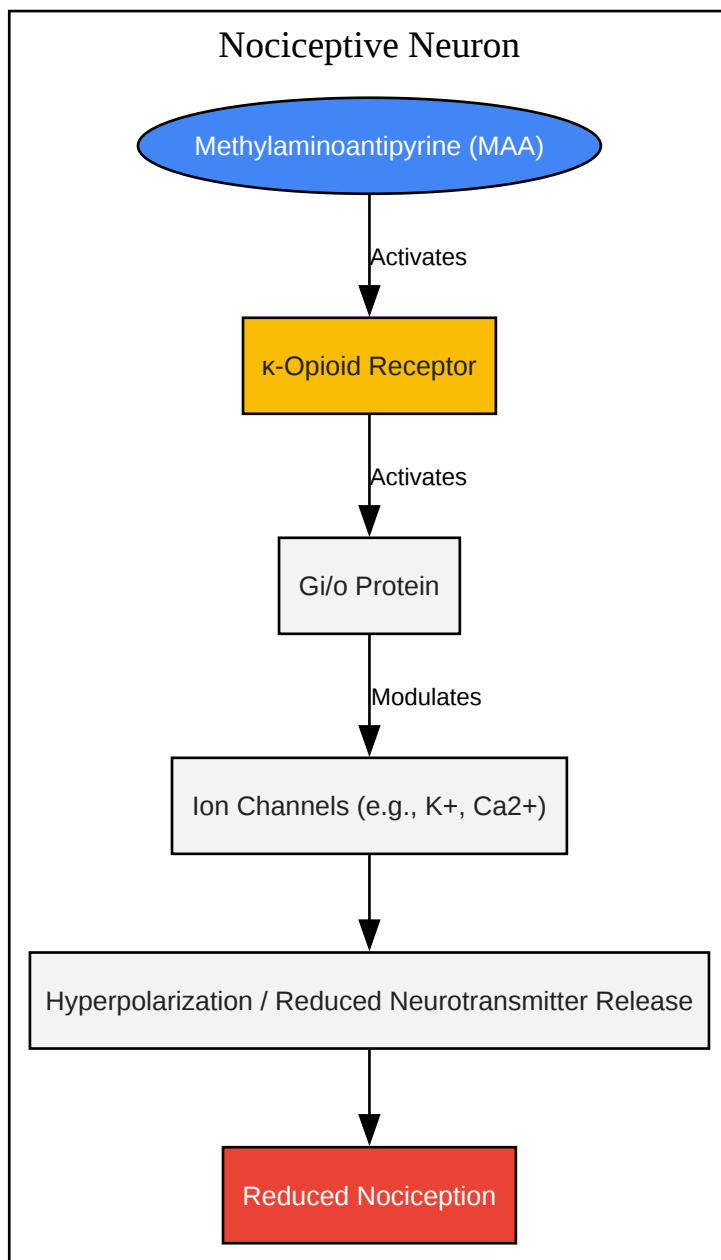 Nociceptive Neuron
Methylaminoantipyrine (MAA)
Activates
κ-Opioid Receptor
Activates
Gi/o Protein
Modulates
Ion Channels (e.g., K+, Ca2+)
Hyperpolarization / Reduced Neurotransmitter Release
Reduced Nociception